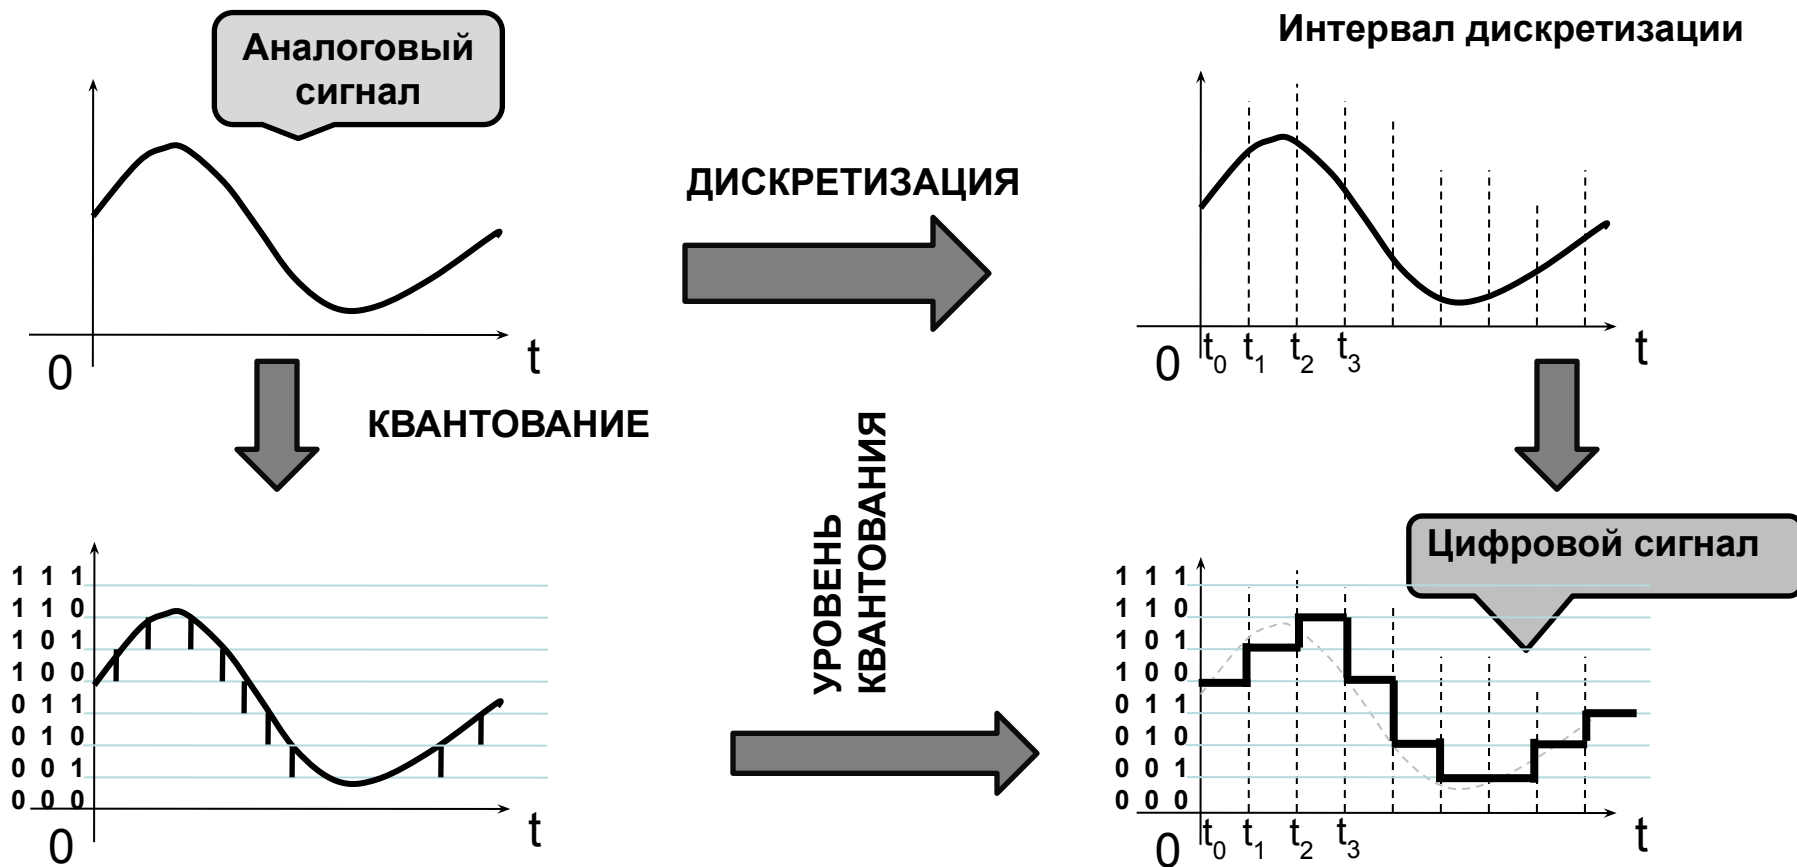 Аналоговый
сигнал
0
t
ДИСКРЕТИЗАЦИЯ
Интервал дискретизации
0 t0 t1 t2 t3 t
КВАНТОВАНИЕ
УРОВЕНЬ
КВАНТОВАНИЯ
1 1 1
1 1 0
1 0 1
1 0 0
0 1 1
0 1 0
0 0 1
0 0 0
0
t
Цифровой сигнал
1 1 1
1 1 0
1 0 1
1 0 0
0 1 1
0 1 0
0 0 1
0 0 0
0 t0 t1 t2 t3 t